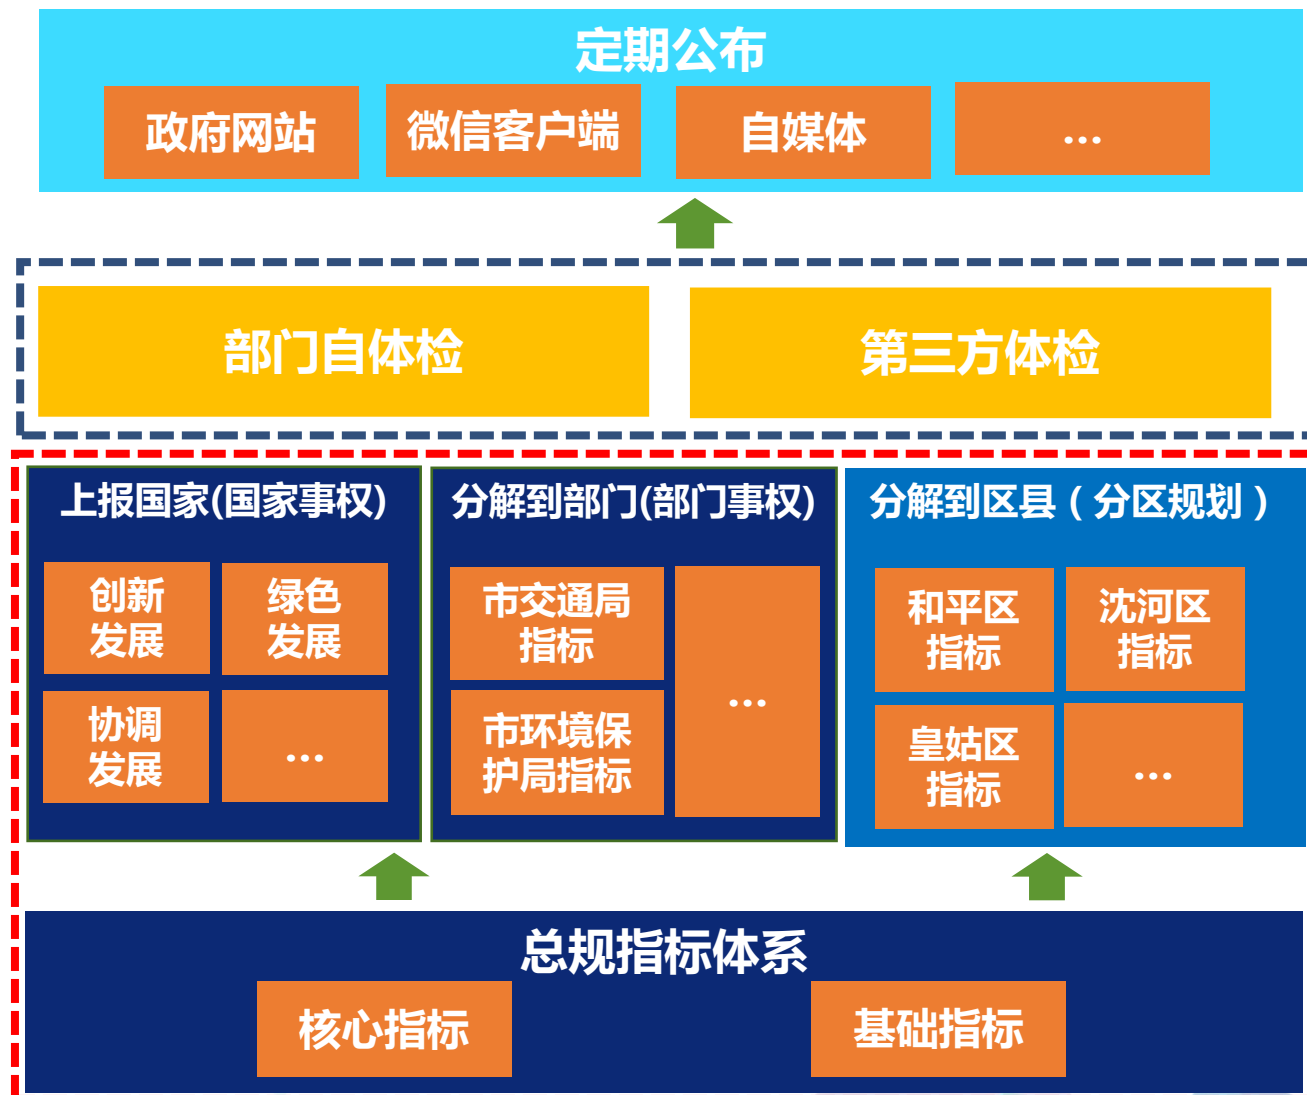 定期公布
政府网站
微信客户端
自媒体
...
部门自体检
第三方体检
上报国家(国家事权)
创新
发展
绿色
发展
协调
发展
...
分解到部门(部门事权)
市交通局
指标
市环境保
护局指标
...
分解到区县（分区规划）
和平区
指标
沈河区
指标
皇姑区
指标
...
总规指标体系
核心指标
基础指标